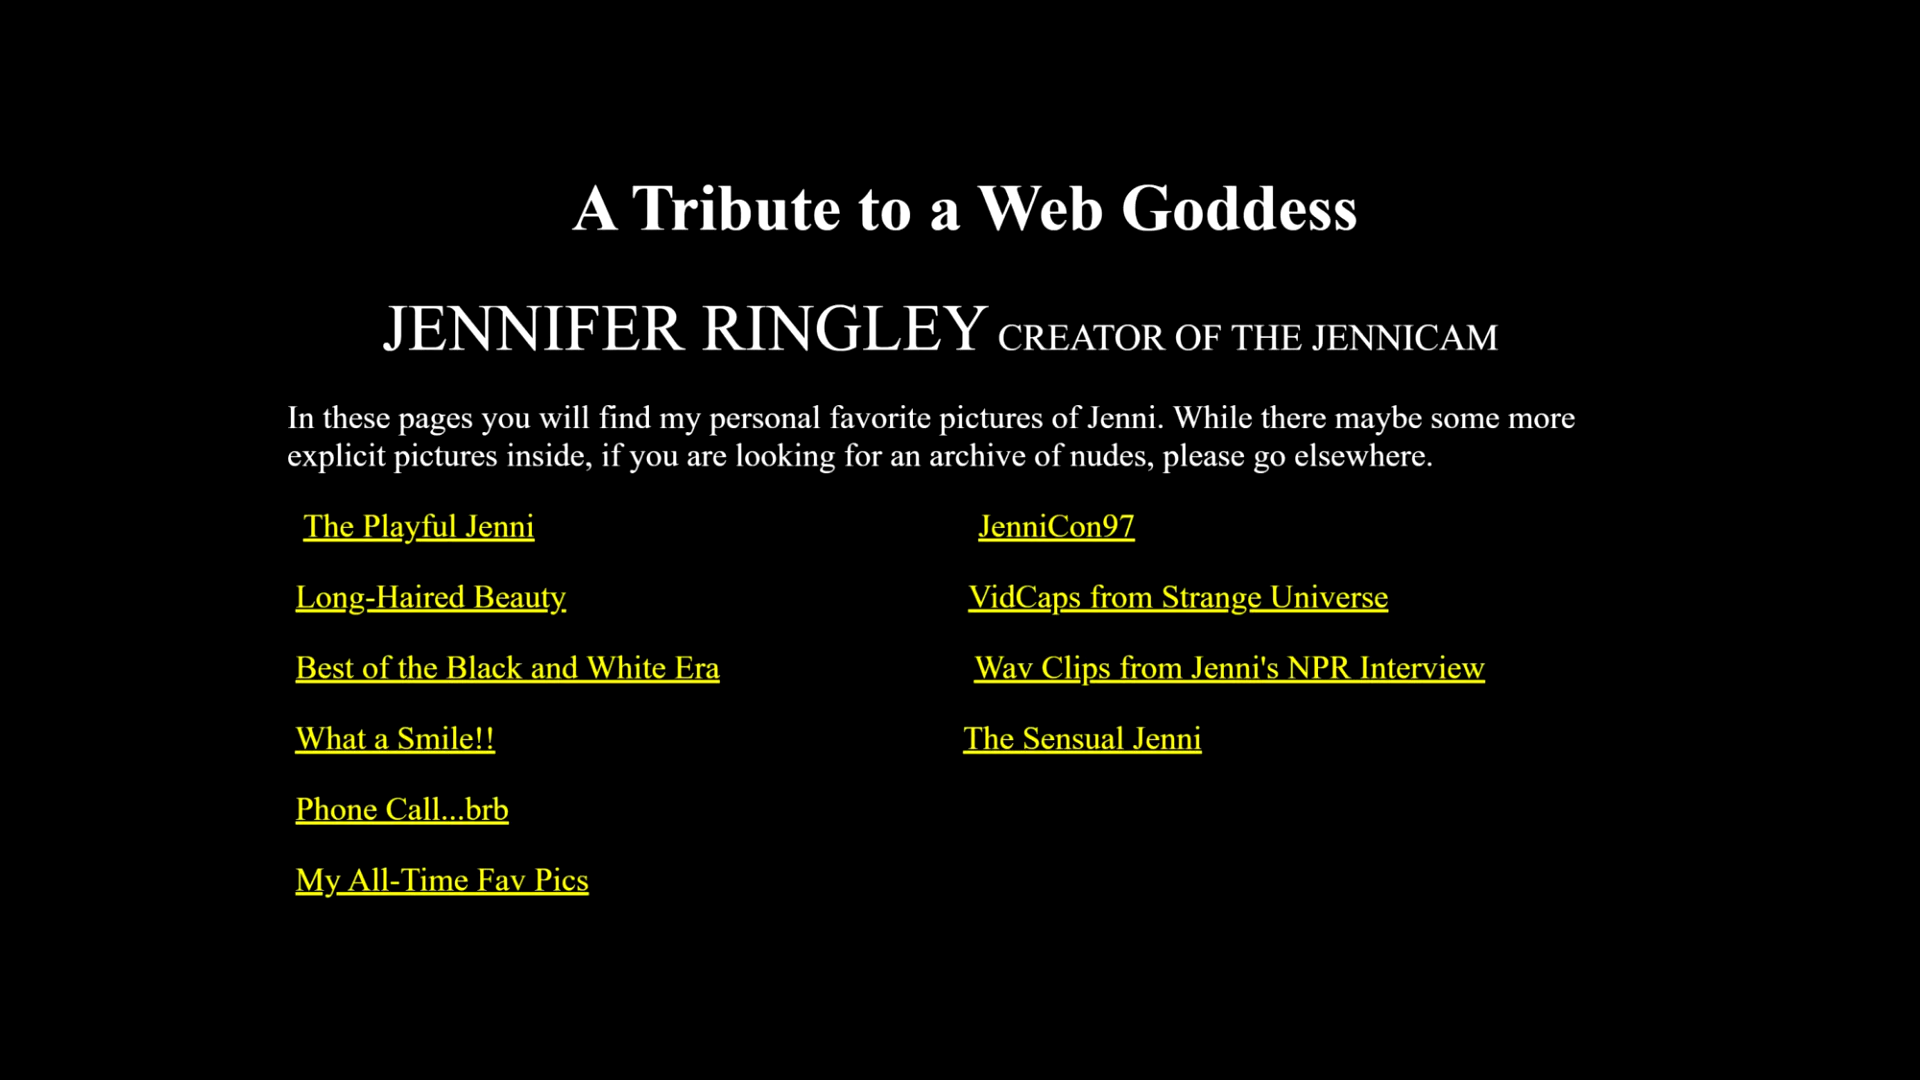 A Tribute to a Web Goddess
JENNIFER RINGLEY CREATOR OF THE JENNICAM
In these pages you will find my personal favorite pictures of Jenni. While there maybe some more
explicit pictures inside, if you are looking for an archive of nudes, please go elsewhere.
The Playful Jenni
JenniCon97
Long-Haired Beauty
VidCaps from Strange Universe
Best of the Black and White Era
Wav Clips from Jenni's NPR Interview
What a Smile!!
The Sensual Jenni
Phone Call...brb
My All-Time Fav Pics